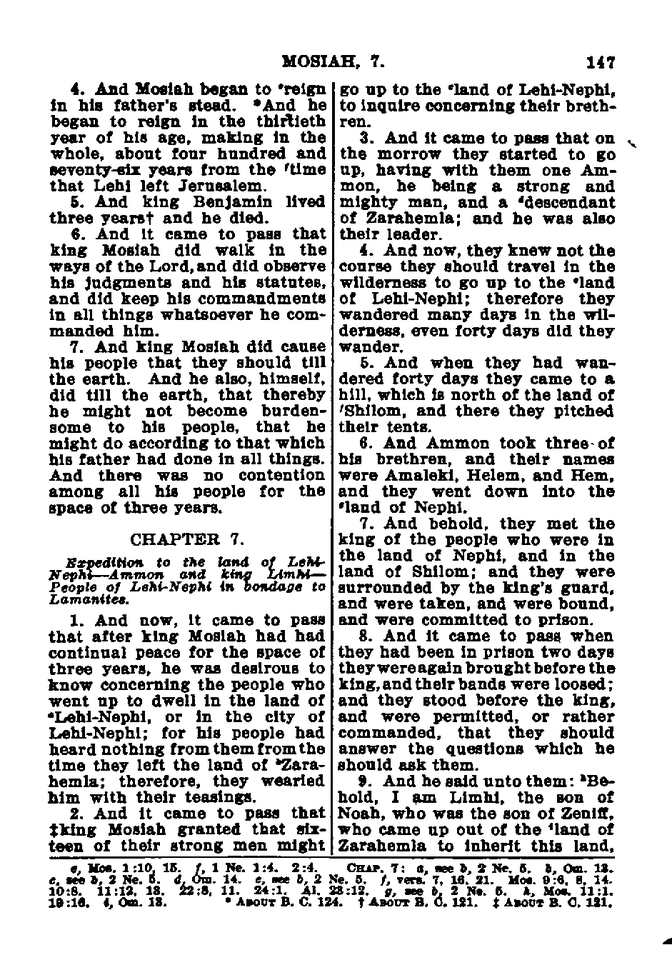 MOSIAH, 7. 147
4. And Mosiah began to ᵉreign
in his father's stead. *And he
began to reign in the thirtieth
year of his age, making in the
whole, about four hundred and
seventy-six years from the ᶠtime
that Lehi left Jerusalem.
5. And king Benjamin lived
three years† and he died.
6. And it came to pass that
king Mosiah did walk in the
ways of the Lord, and did observe
his judgments and his statutes,
and did keep his commandments
in all things whatsoever he com-
manded him.
7. And king Mosiah did cause
his people that they should till
the earth. And he also, himself,
did till the earth, that thereby
he might not become burden-
some to his people, that he
might do according to that which
his father had done in all things.
And there was no contention
among all his people for the
space of three years.
CHAPTER 7.
Expedition to the land of Lehi-
Nephi—Ammon and king Limhi—
People of Lehi-Nephi in bondage to
Lamanites.
1. And now, it came to pass
that after king Mosiah had had
continual peace for the space of
three years, he was desirous to
know concerning the people who
went up to dwell in the land of
ᵃLehi-Nephi, or in the city of
Lehi-Nephi; for his people had
heard nothing from them from the
time they left the land of ᵇZara-
hemla; therefore, they wearied
him with their teasings.
2. And it came to pass that
‡king Mosiah granted that six-
teen of their strong men might
go up to the ᶜland of Lehi-Nephi,
to inquire concerning their breth-
ren.
3. And it came to pass that on
the morrow they started to go
up, having with them one Am-
mon, he being a strong and
mighty man, and a ᵈdescendant
of Zarahemla; and he was also
their leader.
4. And now, they knew not the
course they should travel in the
wilderness to go up to the ᵉland
of Lehi-Nephi; therefore they
wandered many days in the wil-
derness, even forty days did they
wander.
5. And when they had wan-
dered forty days they came to a
hill, which is north of the land of
ᶠShilom, and there they pitched
their tents.
6. And Ammon took three of
his brethren, and their names
were Amaleki, Helem, and Hem,
and they went down into the
ᵍland of Nephi.
7. And behold, they met the
king of the people who were in
the land of Nephi, and in the
land of Shilom; and they were
surrounded by the king's guard,
and were taken, and were bound,
and were committed to prison.
8. And it came to pass when
they had been in prison two days
they were again brought before the
king, and their bands were loosed;
and they stood before the king,
and were permitted, or rather
commanded, that they should
answer the questions which he
should ask them.
9. And he said unto them: ʰBe-
hold, I am Limhi, the son of
Noah, who was the son of Zeniff,
who came up out of the ⁱland of
Zarahemla to inherit this land,
e, Mos. 1:10, 15. f, 1 Ne. 1:4. 2:4. CHAP. 7: a, see b, 2 Ne. 5. b, Om. 13.
c, see b, 2 Ne. 5. d, Om. 14. e, see b, 2 Ne. 5. f, vers. 7, 16, 21. Mos. 9:6, 8, 14.
10:8. 11:12, 13. 22:8, 11. 24:1. Al. 23:12. g, see b, 2 Ne. 5. h, Mos. 11:1.
19:16. i, Om. 13. * ABOUT B. C. 124. † ABOUT B. C. 121. ‡ ABOUT B. C. 121.